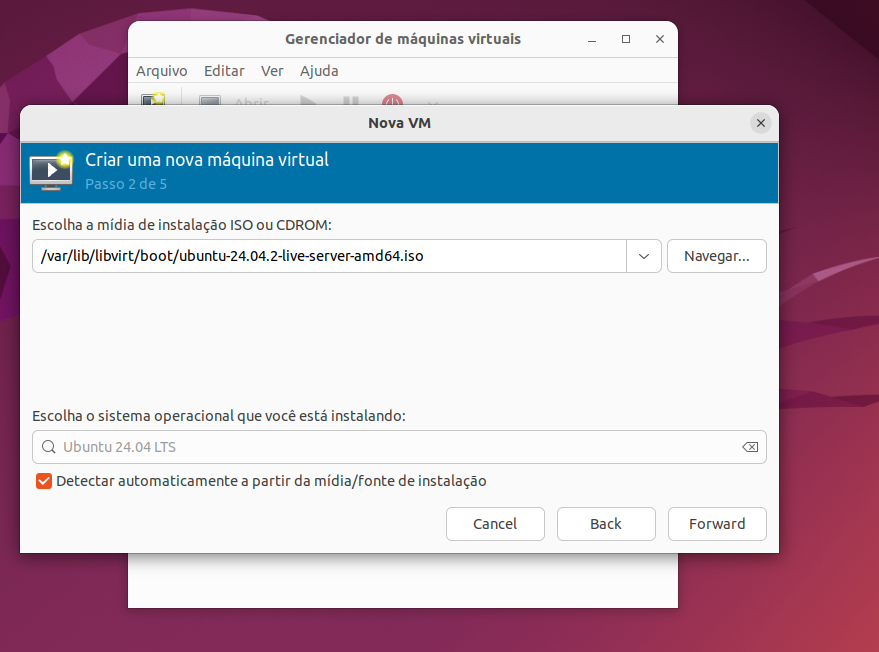 Gerenciador de máquinas virtuais
Arquivo Editar Ver Ajuda
Abrir
Nova VM
Criar uma nova máquina virtual
Passo 2 de 5
Escolha a mídia de instalação ISO ou CDROM:
/var/lib/libvirt/boot/ubuntu-24.04.2-live-server-amd64.iso Navegar...
Escolha o sistema operacional que você está instalando:
Ubuntu 24.04 LTS
Detectar automaticamente a partir da mídia/fonte de instalação
Cancel Back Forward